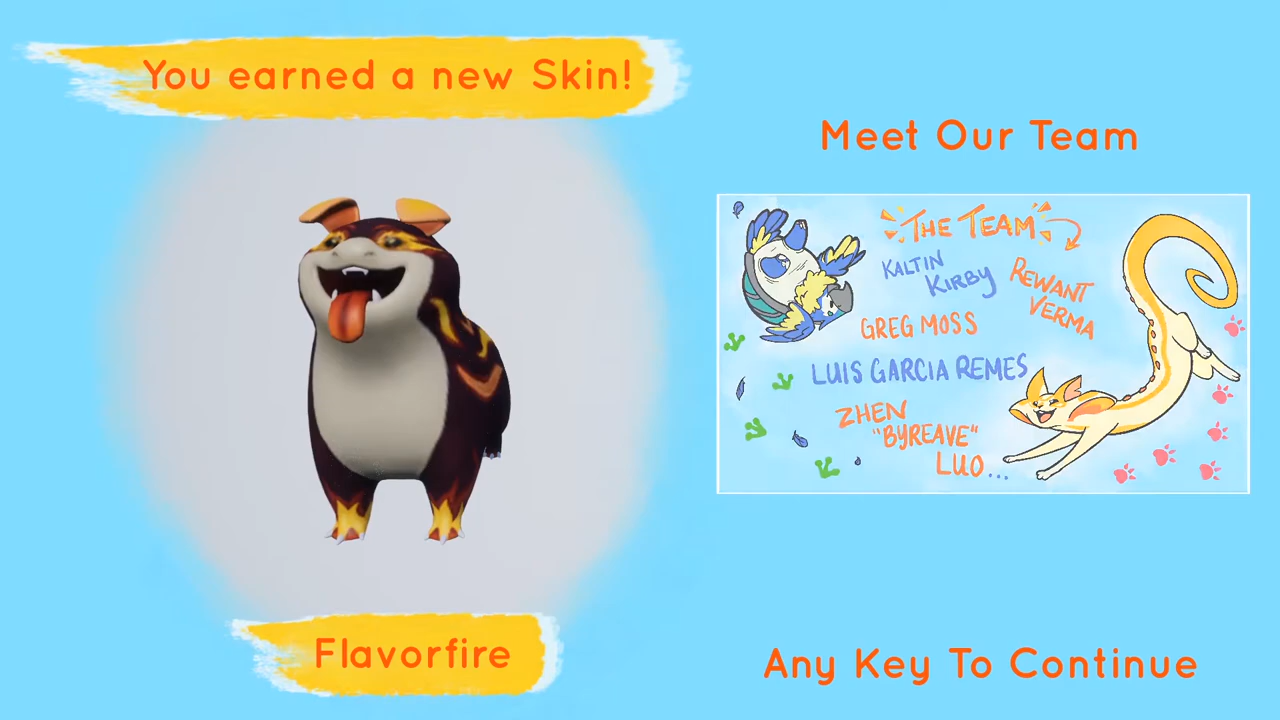 You earned a new Skin!
Flavorfire
Meet Our Team
THE TEAM
KALTIN
KIRBY
REWANT
VERMA
GREG MOSS
LUIS GARCIA REMES
ZHEN
"BYREAVE"
LUO...
Any Key To Continue